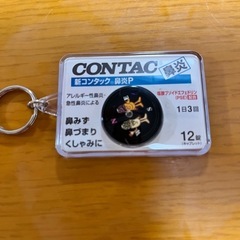 CONTAC 鼻炎
新コンタック®鼻炎P
アレルギー性鼻炎・
急性鼻炎による
鼻みず
鼻づまり
くしゃみに
1日3回
12錠